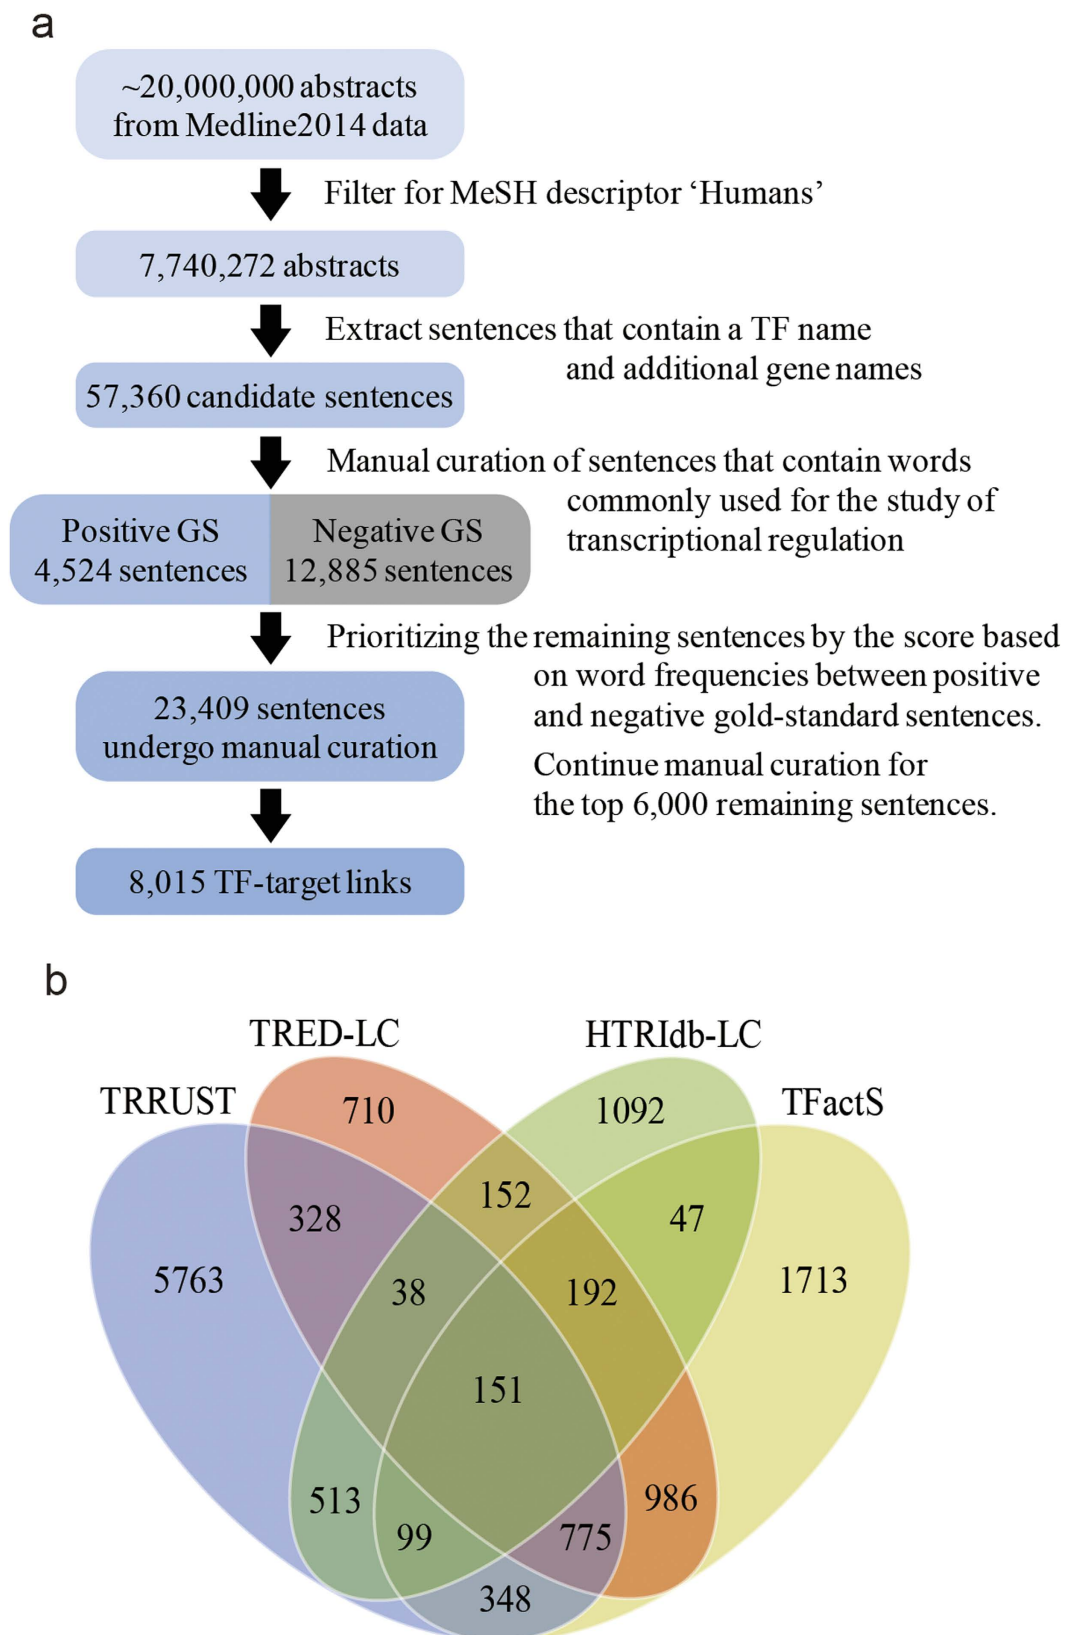 a
~20,000,000 abstracts
from Medline2014 data
Filter for MeSH descriptor ‘Humans’
7,740,272 abstracts
Extract sentences that contain a TF name
and additional gene names
57,360 candidate sentences
Manual curation of sentences that contain words
commonly used for the study of
transcriptional regulation
Positive GS
4,524 sentences
Negative GS
12,885 sentences
Prioritizing the remaining sentences by the score based
on word frequencies between positive
and negative gold-standard sentences.
Continue manual curation for
the top 6,000 remaining sentences.
23,409 sentences
undergo manual curation
8,015 TF-target links
b
TRED-LC
HTRIdb-LC
TRRUST
TFactS
710
1092
152
328
47
5763
38
192
1713
151
513
986
99
775
348